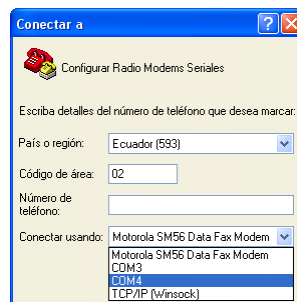 Conectar a
Configurar Radio Modems Seriales
Escriba detalles del número de teléfono que desea marcar:
País o región: Ecuador (593)
Código de área: 02
Número de
teléfono:
Conectar usando: Motorola SM56 Data Fax Modem
Motorola SM56 Data Fax Modem
COM3
COM4
TCP/IP (Winsock)